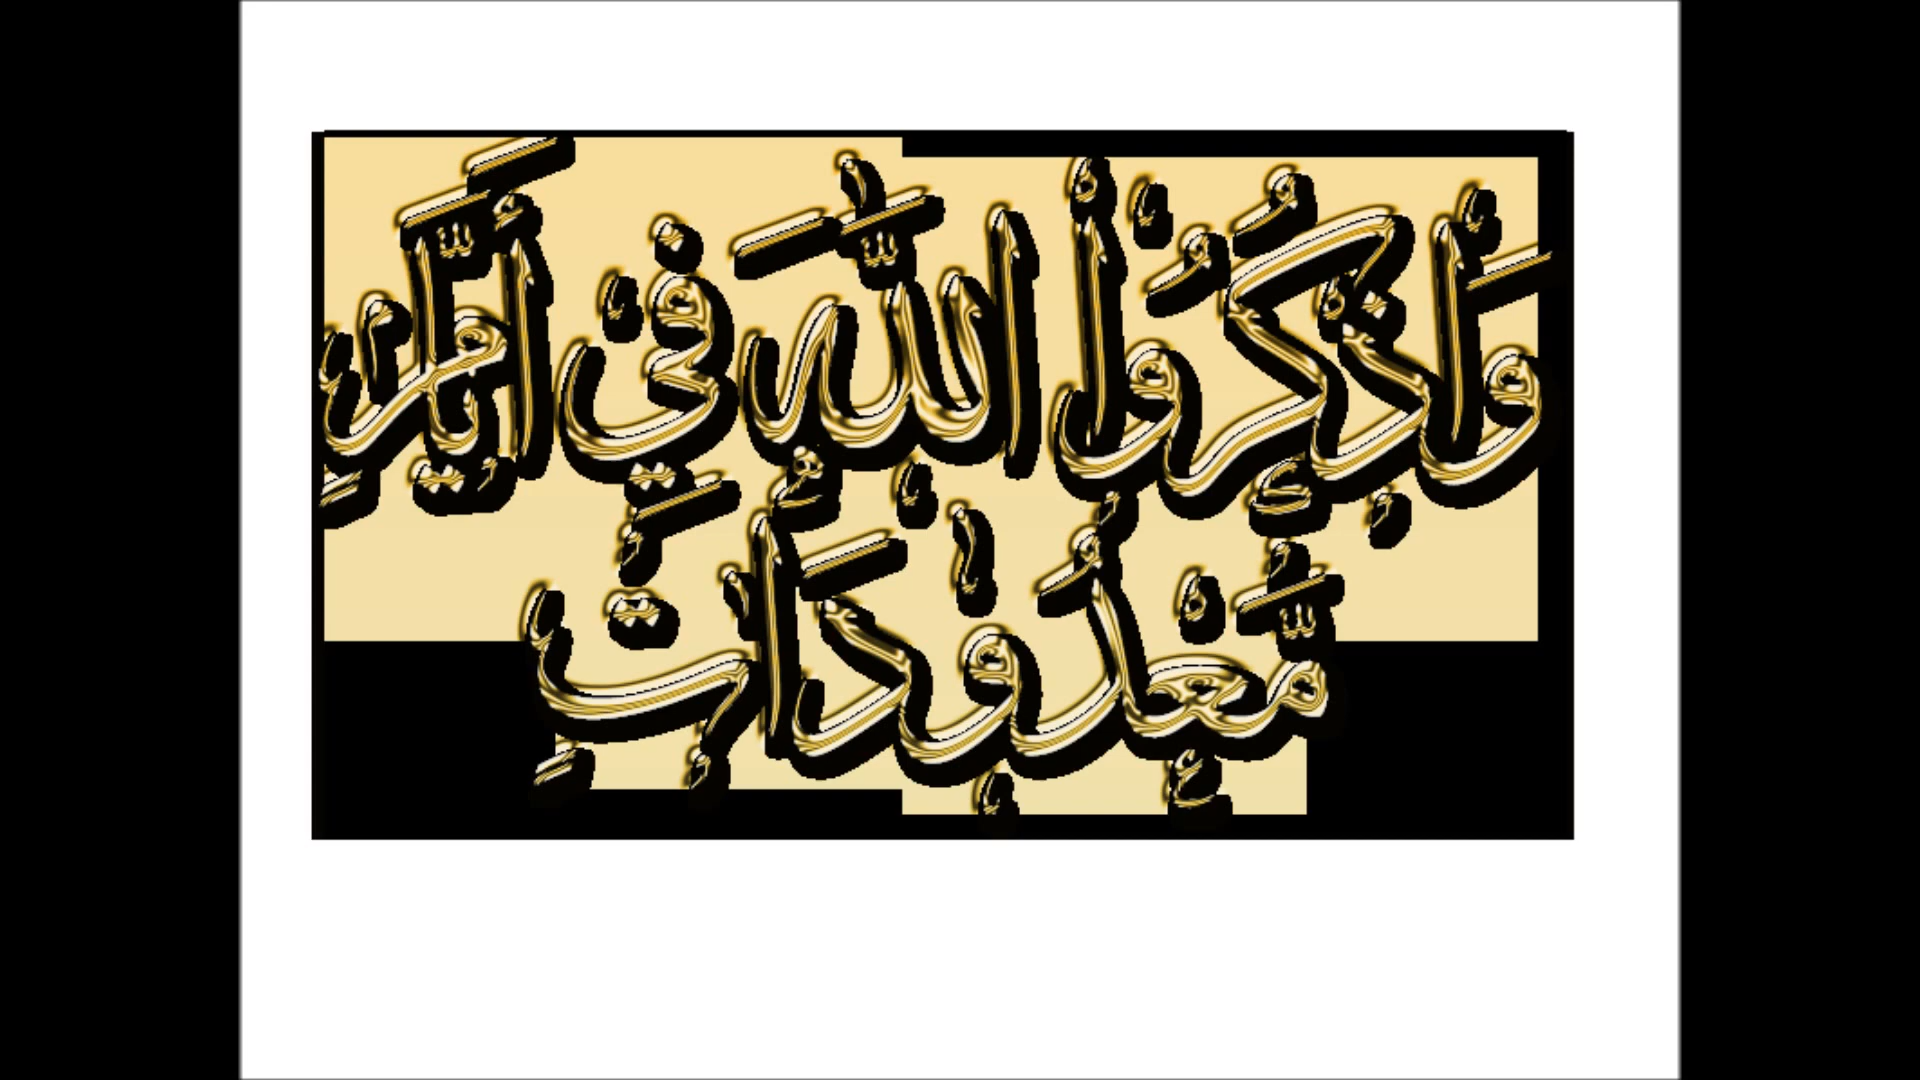 وَاذْكُرُوا اللَّهَ فِي أَيَّامٍ
مَّعْدُودَاتٍ